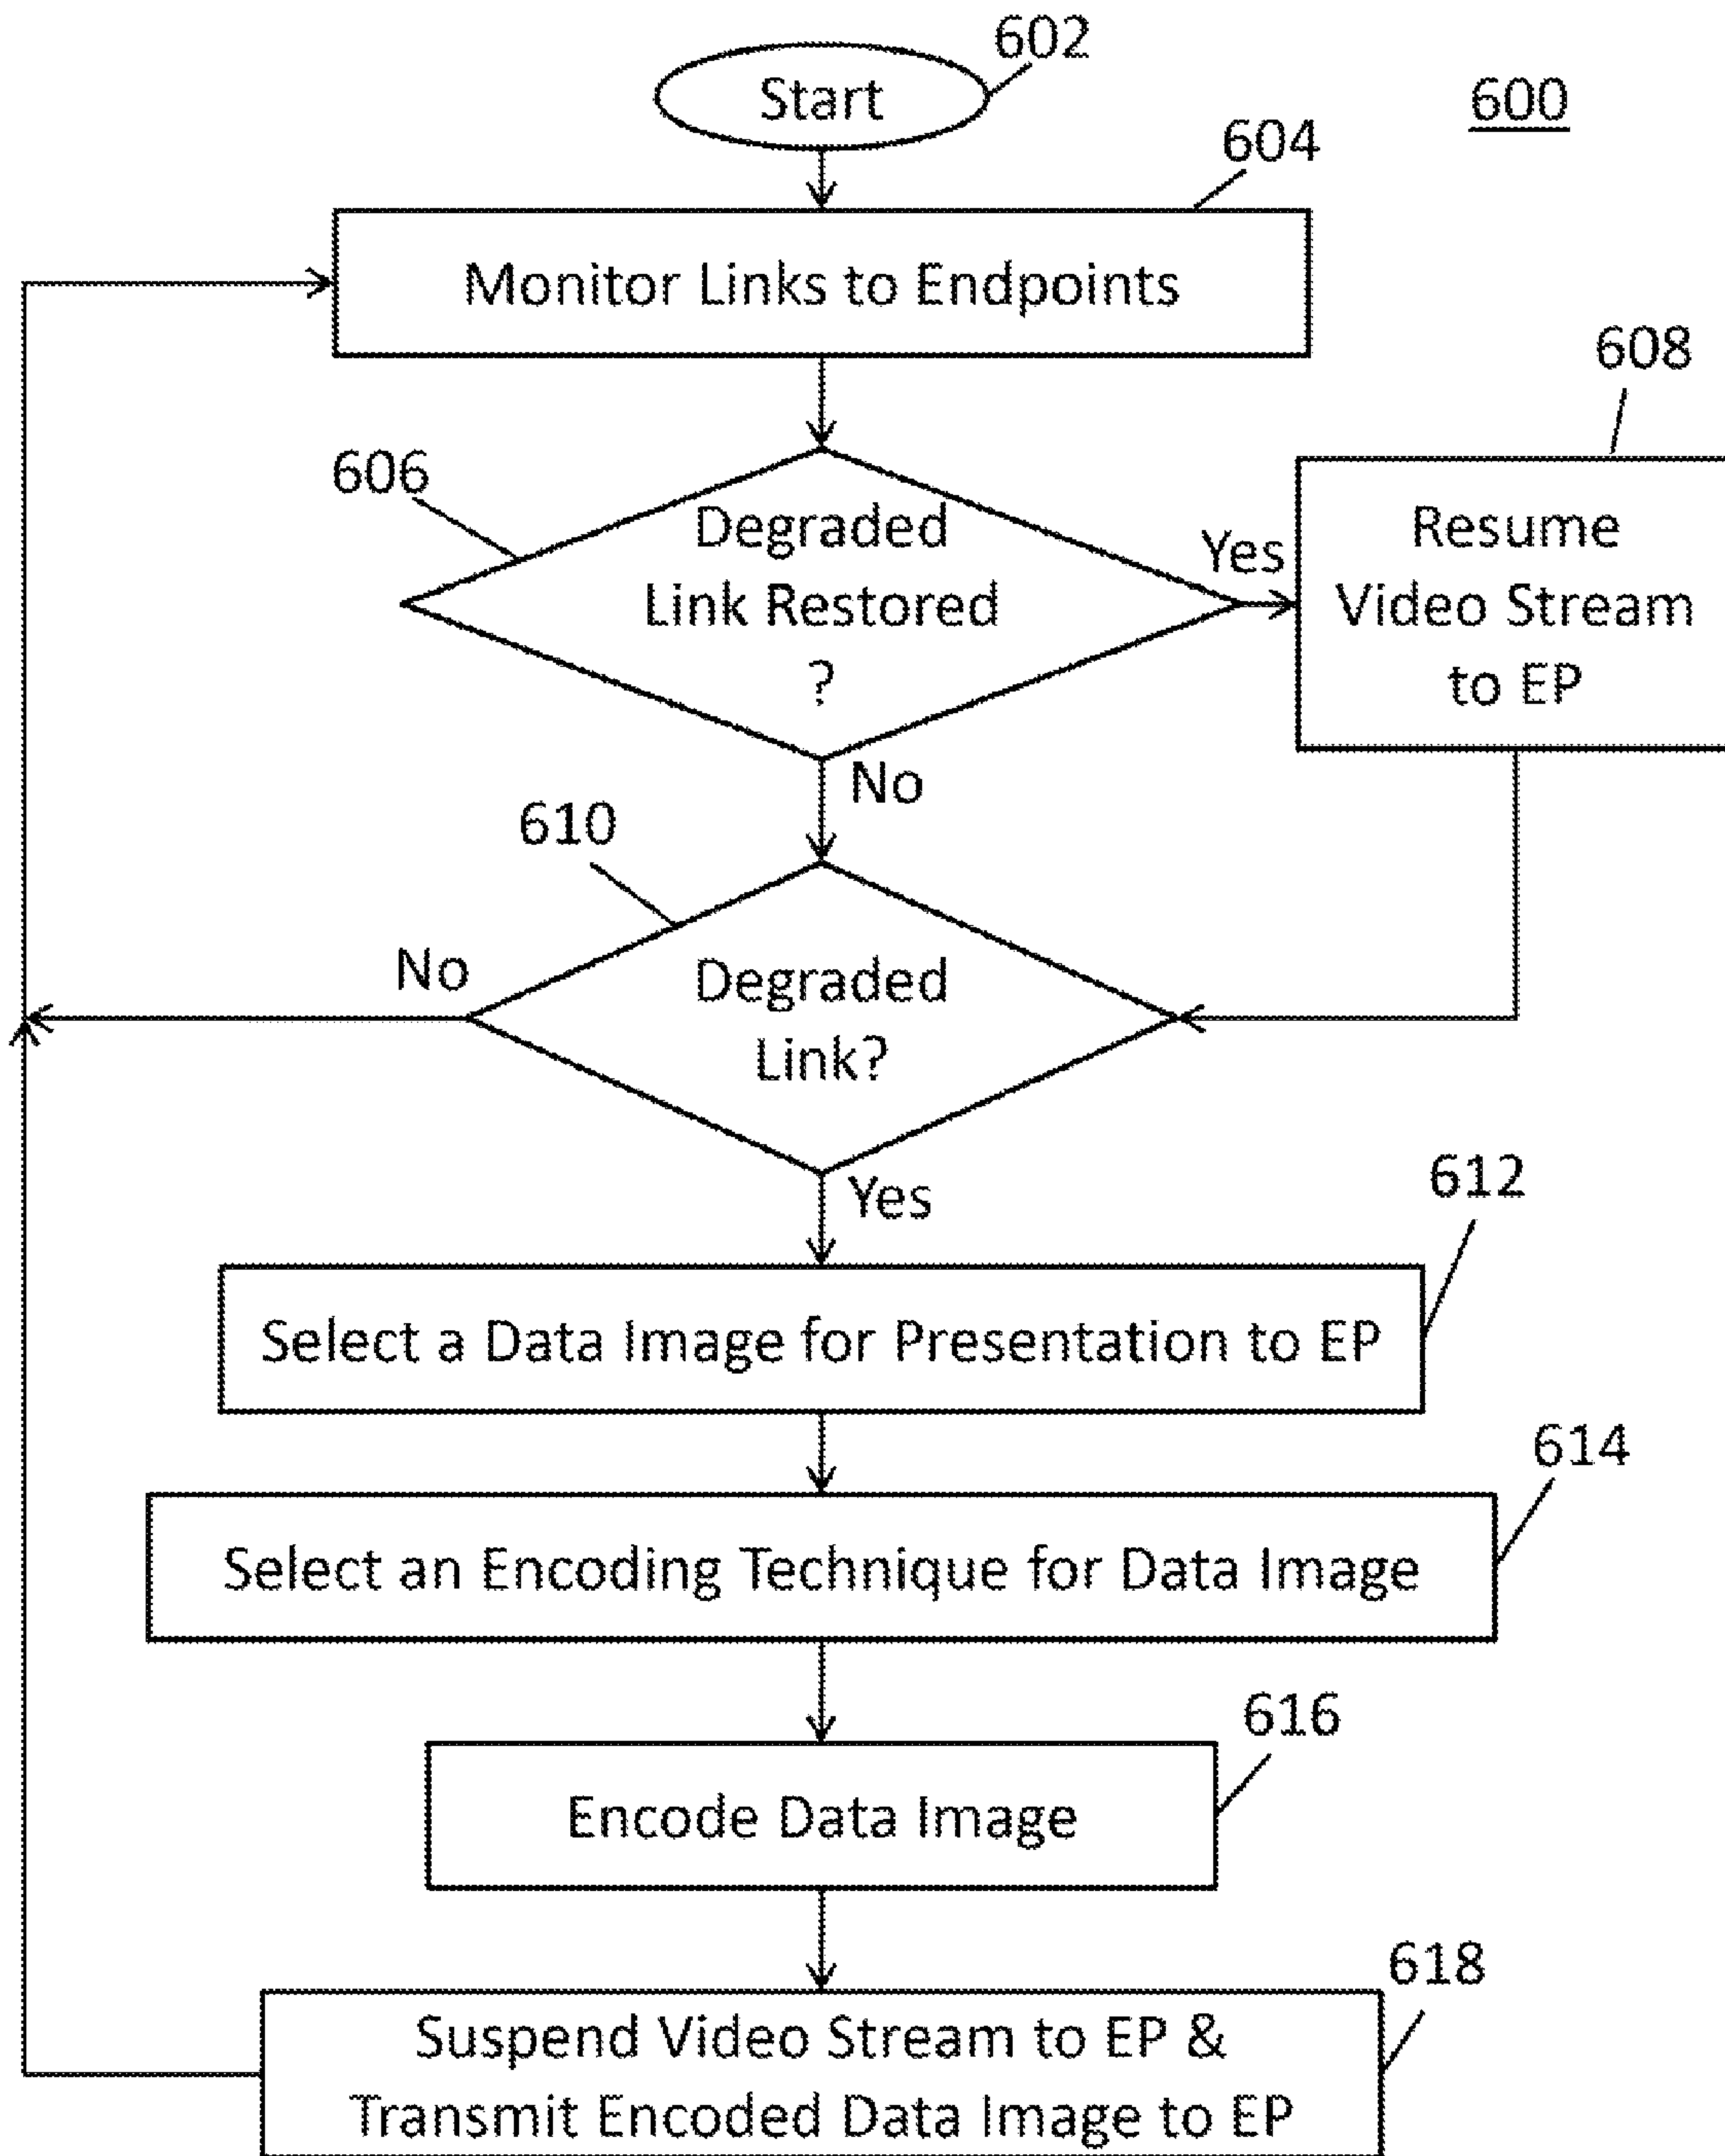 602
Start
600
604
Monitor Links to Endpoints
608
606
Degraded
Link Restored
?
Yes
Resume
Video Stream
to EP
No
610
No
Degraded
Link?
Yes
612
Select a Data Image for Presentation to EP
614
Select an Encoding Technique for Data Image
616
Encode Data Image
618
Suspend Video Stream to EP &
Transmit Encoded Data Image to EP